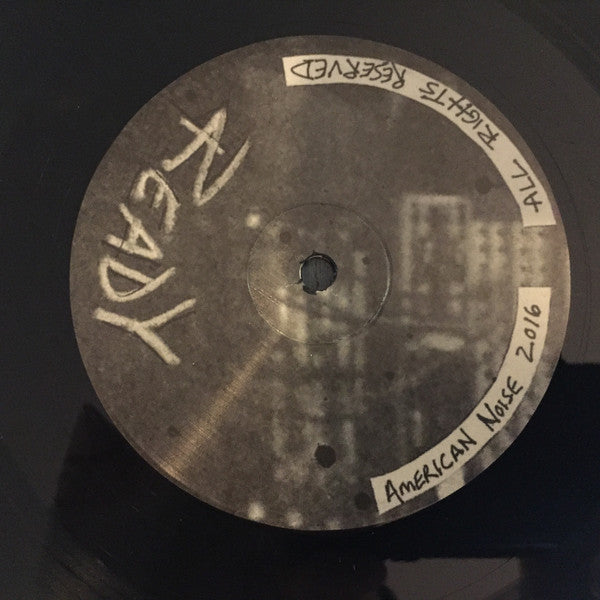 READY
ALL RIGHTS RESERVED
AMERICAN NOISE 2016